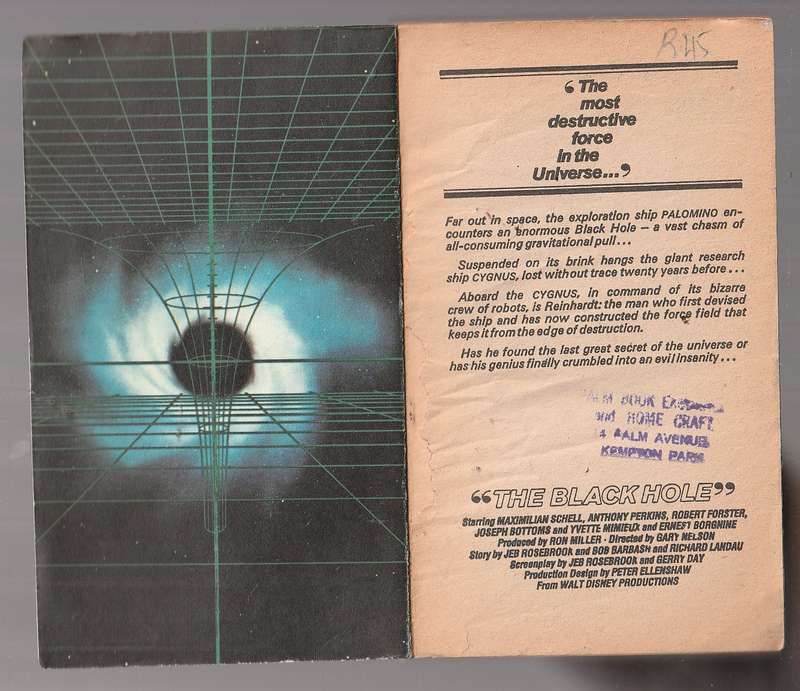 R45
“The
most
destructive
force
in the
Universe...”
Far out in space, the exploration ship PALOMINO en-
counters an enormous Black Hole – a vast chasm of
all-consuming gravitational pull...
Suspended on its brink hangs the giant research
ship CYGNUS, lost without trace twenty years before...
Aboard the CYGNUS, in command of its bizarre
crew of robots, is Reinhardt: the man who first devised
the ship and has now constructed the force field that
keeps it from the edge of destruction.
Has he found the last great secret of the universe or
has his genius finally crumbled into an evil insanity...
BOOK
and HOME CRAFT
PALM AVENUE
KEMPTON PARK
“THE BLACK HOLE”
Starring MAXIMILIAN SCHELL, ANTHONY PERKINS, ROBERT FORSTER,
JOSEPH BOTTOMS and YVETTE MIMIEUX and ERNEST BORGNINE
Produced by RON MILLER · Directed by GARY NELSON
Story by JEB ROSEBROOK and BOB BARBASH and RICHARD LANDAU
Screenplay by JEB ROSEBROOK and GERRY DAY
Production Design by PETER ELLENSHAW
From WALT DISNEY PRODUCTIONS